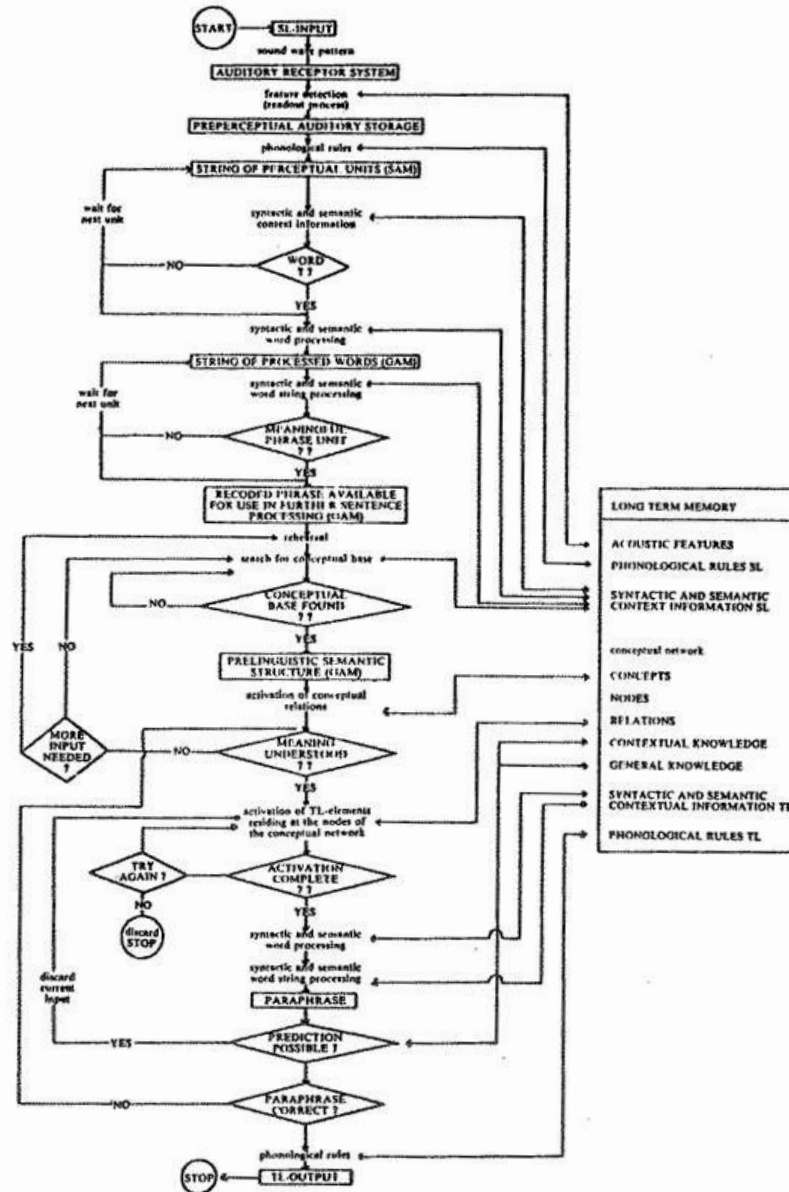 START
SL-INPUT
sound wave pattern
AUDITORY RECEPTOR SYSTEM
feature detection
(readout process)
PREPERCEPTUAL AUDITORY STORAGE
phonological rules
STRING OF PERCEPTUAL UNITS (SAM)
wait for
next unit
syntactic and semantic
context information
NO
WORD
? ?
YES
syntactic and semantic
word processing
STRING OF PROCESSED WORDS (GAM)
wait for
next unit
syntactic and semantic
word string processing
NO
MEANINGFUL
PHRASE UNIT
? ?
YES
RECODED PHRASE AVAILABLE
FOR USE IN FURTHER SENTENCE
PROCESSING (GAM)
rehearsal
search for conceptual base
NO
CONCEPTUAL
BASE FOUND
? ?
YES
NO
YES
PRELINGUISTIC SEMANTIC
STRUCTURE (GAM)
activation of conceptual
relations
MORE
INPUT
NEEDED
?
NO
MEANING
UNDERSTOOD
? ?
YES
activation of TL-elements
residing at the nodes of
the conceptual network
TRY
AGAIN ?
ACTIVATION
COMPLETE
? ?
NO
YES
discard
STOP
syntactic and semantic
word processing
syntactic and semantic
word string processing
discard
current
input
PARAPHRASE
YES
PREDICTION
POSSIBLE ?
NO
PARAPHRASE
CORRECT ?
phonological rules
STOP
TL-OUTPUT
LONG TERM MEMORY
ACOUSTIC FEATURES
PHONOLOGICAL RULES SL
SYNTACTIC AND SEMANTIC
CONTEXT INFORMATION SL
conceptual network
CONCEPTS
NODES
RELATIONS
CONTEXTUAL KNOWLEDGE
GENERAL KNOWLEDGE
SYNTACTIC AND SEMANTIC
CONTEXTUAL INFORMATION TL
PHONOLOGICAL RULES TL